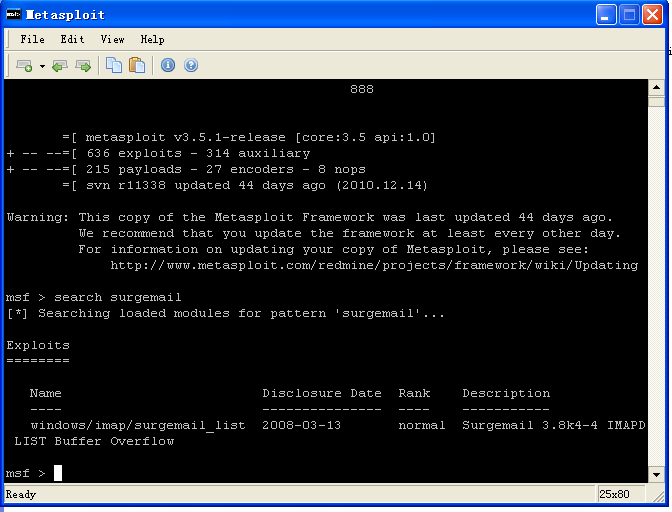 Metasploit
File Edit View Help
888
=[ metasploit v3.5.1-release [core:3.5 api:1.0]
+ -- --=[ 636 exploits - 314 auxiliary
+ -- --=[ 215 payloads - 27 encoders - 8 nops
=[ svn r11338 updated 44 days ago (2010.12.14)
Warning: This copy of the Metasploit Framework was last updated 44 days ago.
We recommend that you update the framework at least every other day.
For information on updating your copy of Metasploit, please see:
http://www.metasploit.com/redmine/projects/framework/wiki/Updating
msf > search surgemail
[*] Searching loaded modules for pattern 'surgemail'...
Exploits
========
Name Disclosure Date Rank Description
---- --------------- ---- -----------
windows/imap/surgemail_list 2008-03-13 normal Surgemail 3.8k4-4 IMAPD
LIST Buffer Overflow
msf >
Ready 25x80